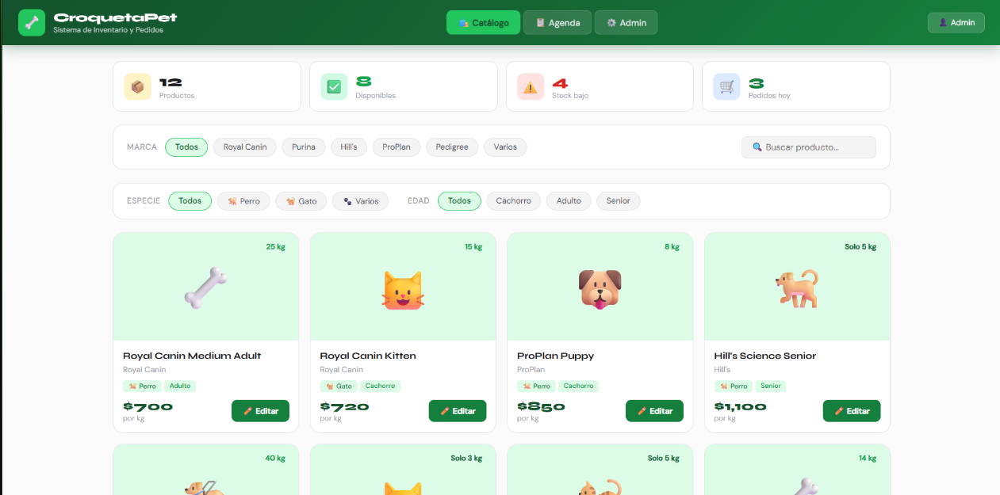 CroquetaPet
Sistema de Inventario y Pedidos
Catálogo
Agenda
Admin
Admin
12
Productos
8
Disponibles
4
Stock bajo
3
Pedidos hoy
MARCA Todos Royal Canin Purina Hill's ProPlan Pedigree Varios
Buscar producto...
ESPECIE Todos Perro Gato Varios EDAD Todos Cachorro Adulto Senior
25 kg
Royal Canin Medium Adult
Royal Canin
Perro Adulto
$700
por kg
Editar
15 kg
Royal Canin Kitten
Royal Canin
Gato Cachorro
$720
por kg
Editar
8 kg
ProPlan Puppy
ProPlan
Perro Cachorro
$850
por kg
Editar
Solo 5 kg
Hill's Science Senior
Hill's
Perro Senior
$1,100
por kg
Editar
40 kg
Solo 3 kg
Solo 5 kg
14 kg